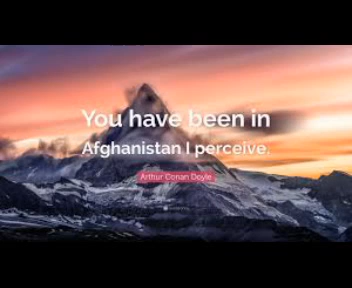 You have been in
Afghanistan I perceive.
Arthur Conan Doyle